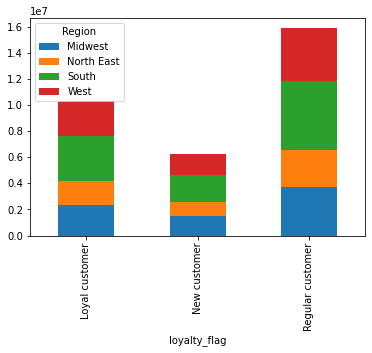 1e7
Region
Midwest
North East
South
West
1.6
1.4
1.2
1.0
0.8
0.6
0.4
0.2
0.0
Loyal customer
New customer
Regular customer
loyalty_flag